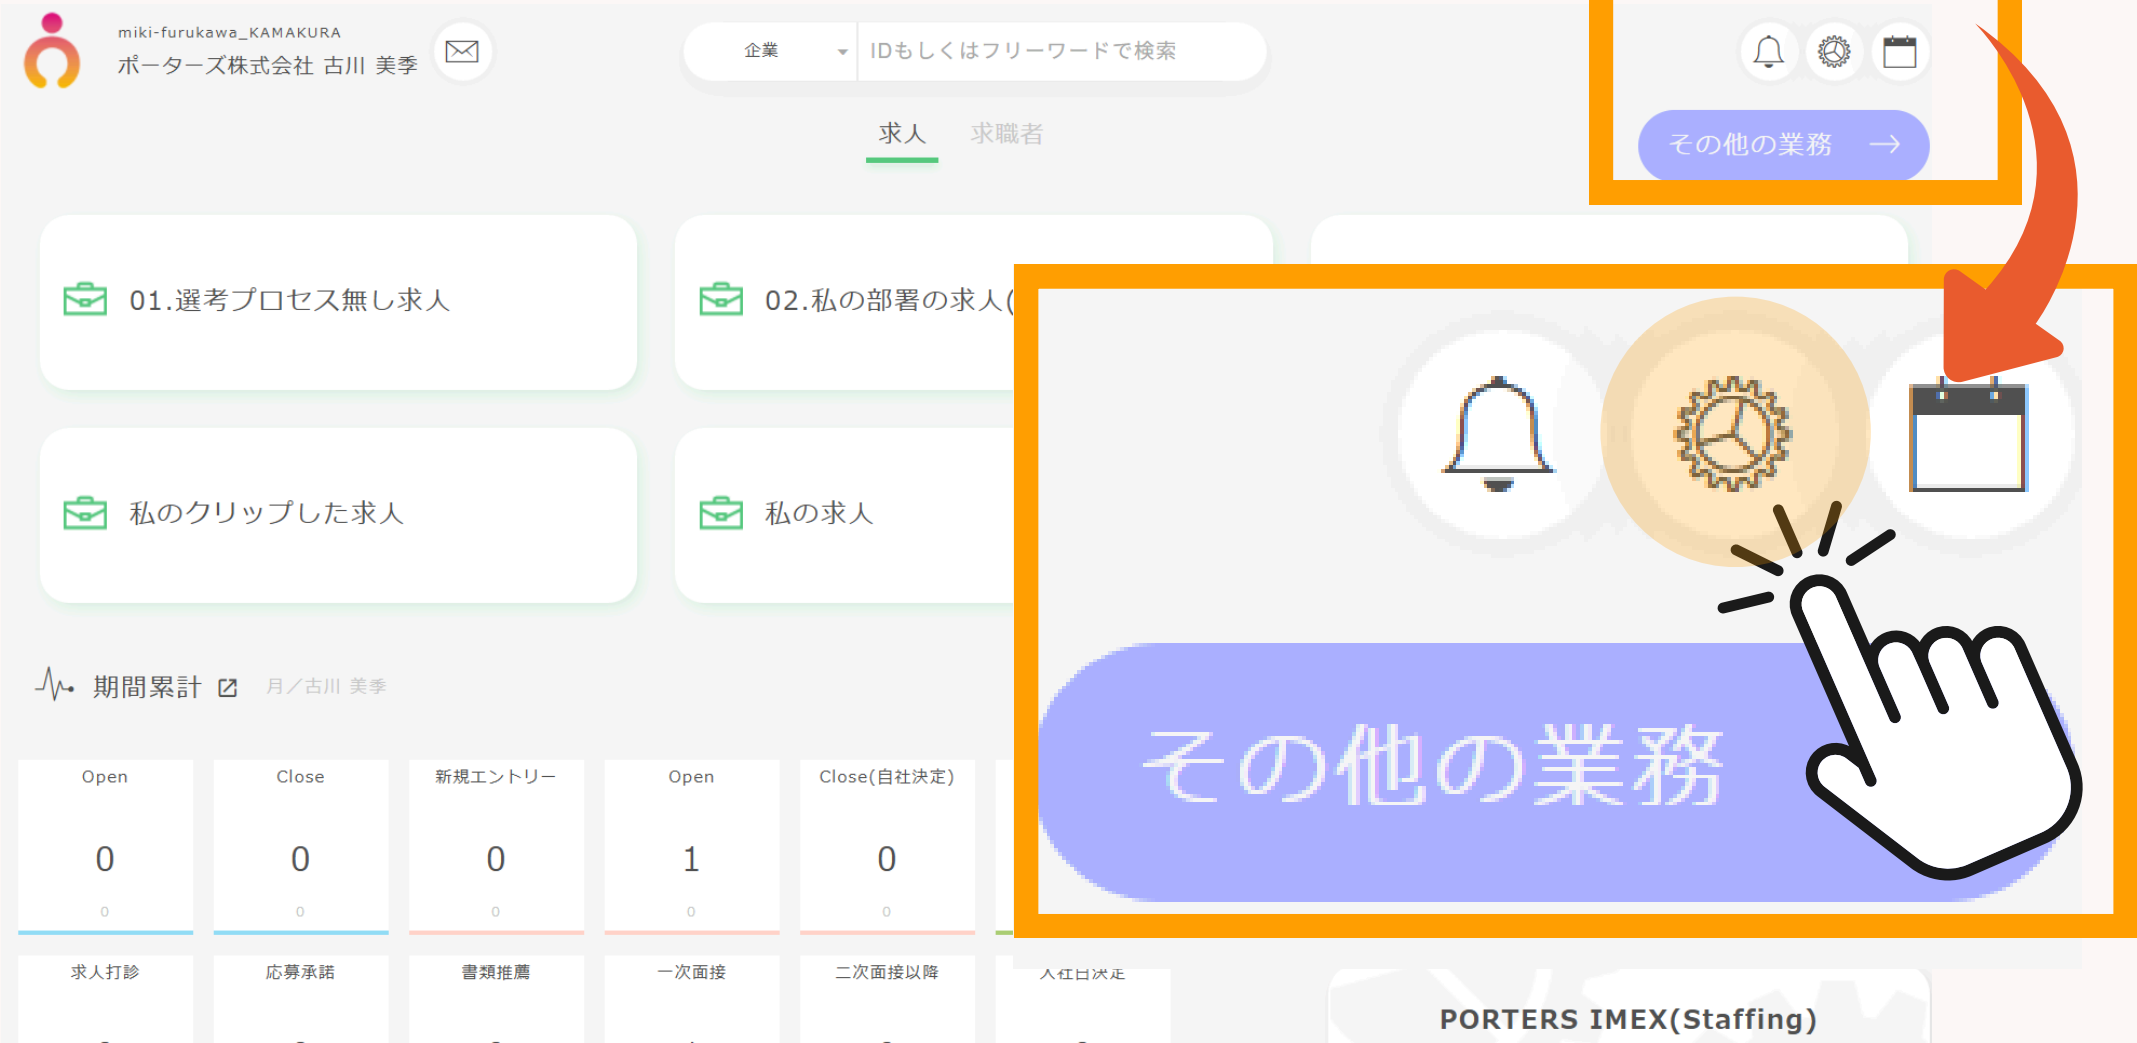 miki-furukawa_KAMAKURA
ポーターズ株式会社 古川 美季
企業
IDもしくはフリーワードで検索
求人 求職者
その他の業務
01.選考プロセス無し求人
02.私の部署の求人(
私のクリップした求人
私の求人
その他の業務
期間累計 月／古川 美季
Open Close 新規エントリー Open Close(自社決定)
0 0 0 1 0
0 0 0 0 0
求人打診 応募承諾 書類推薦 一次面接 二次面接以降 入社日決定
PORTERS IMEX(Staffing)